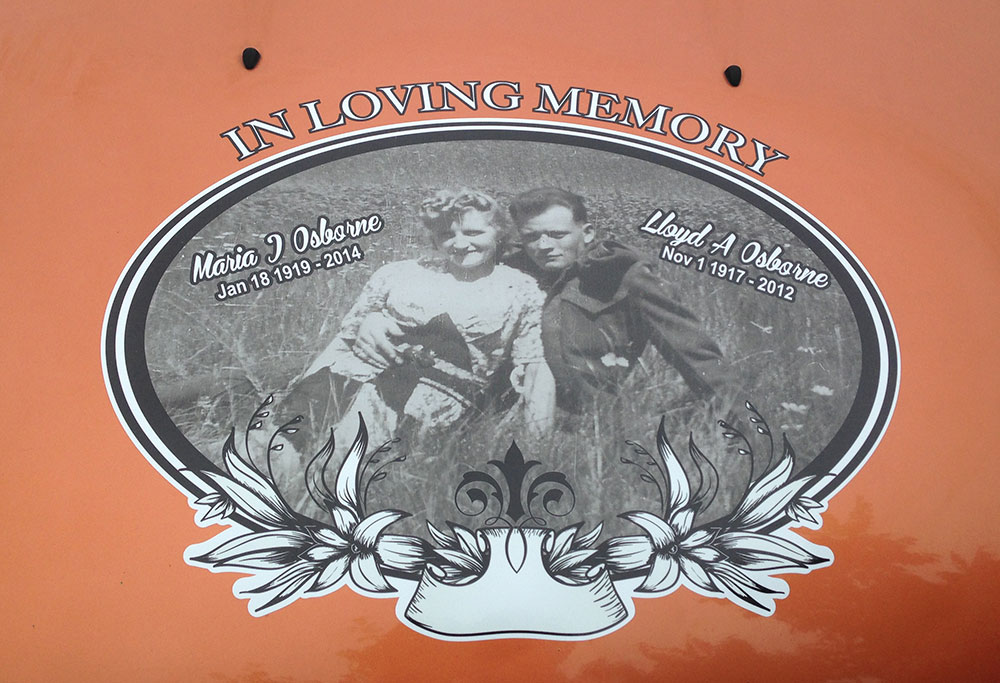 IN LOVING MEMORY
Maria J Osborne
Jan 18 1919 - 2014
Lloyd A Osborne
Nov 1 1917 - 2012